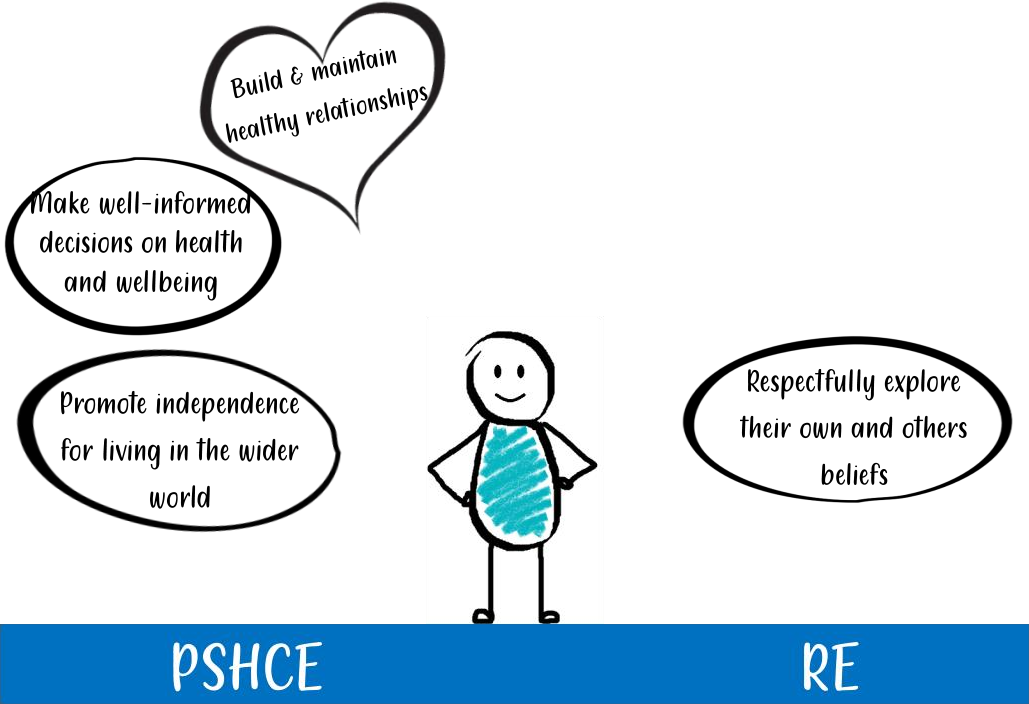 Build & maintain
healthy relationships
Make well-informed
decisions on health
and wellbeing
Promote independence
for living in the wider
world
Respectfully explore
their own and others
beliefs
PSHCE
RE